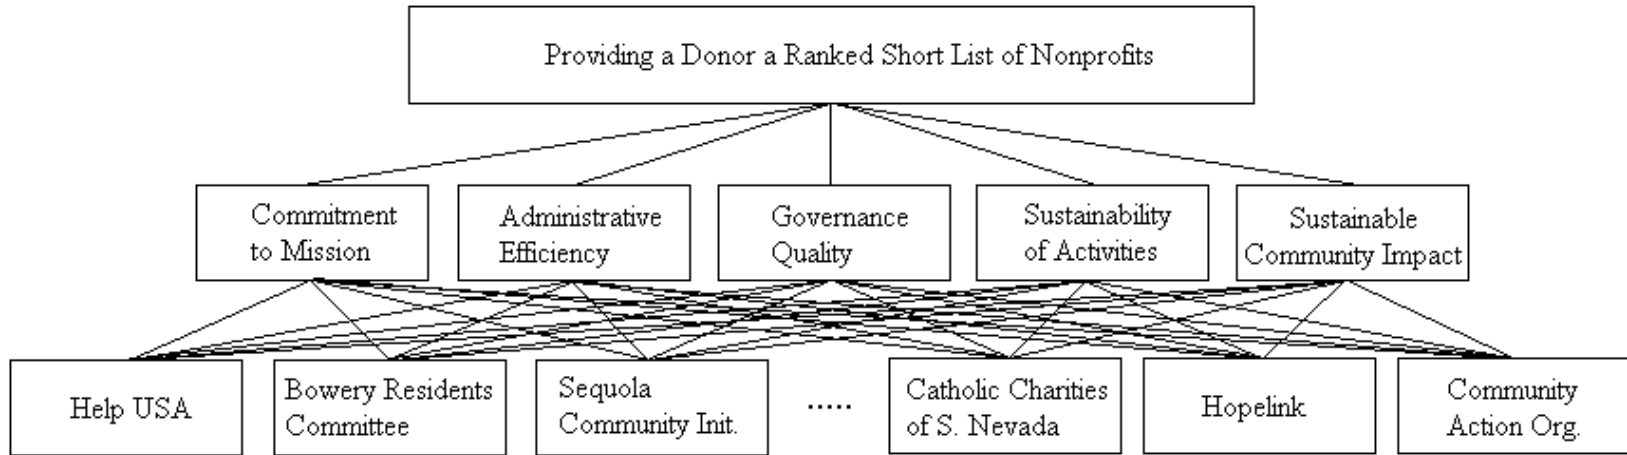 Providing a Donor a Ranked Short List of Nonprofits
Commitment
to Mission
Administrative
Efficiency
Governance
Quality
Sustainability
of Activities
Sustainable
Community Impact
Help USA
Bowery Residents
Committee
Sequola
Community Init.
.....
Catholic Charities
of S. Nevada
Hopelink
Community
Action Org.